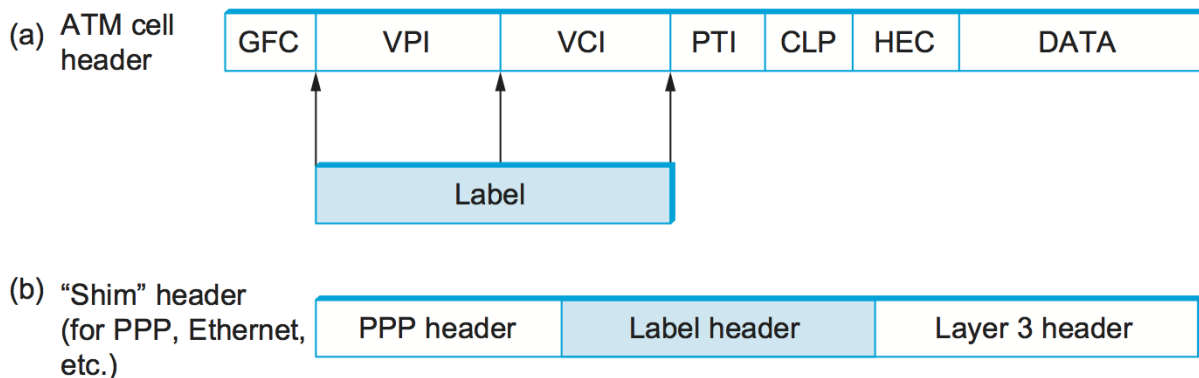 (a) ATM cell header
GFC VPI VCI PTI CLP HEC DATA
Label
(b) “Shim” header
(for PPP, Ethernet,
etc.)
PPP header Label header Layer 3 header